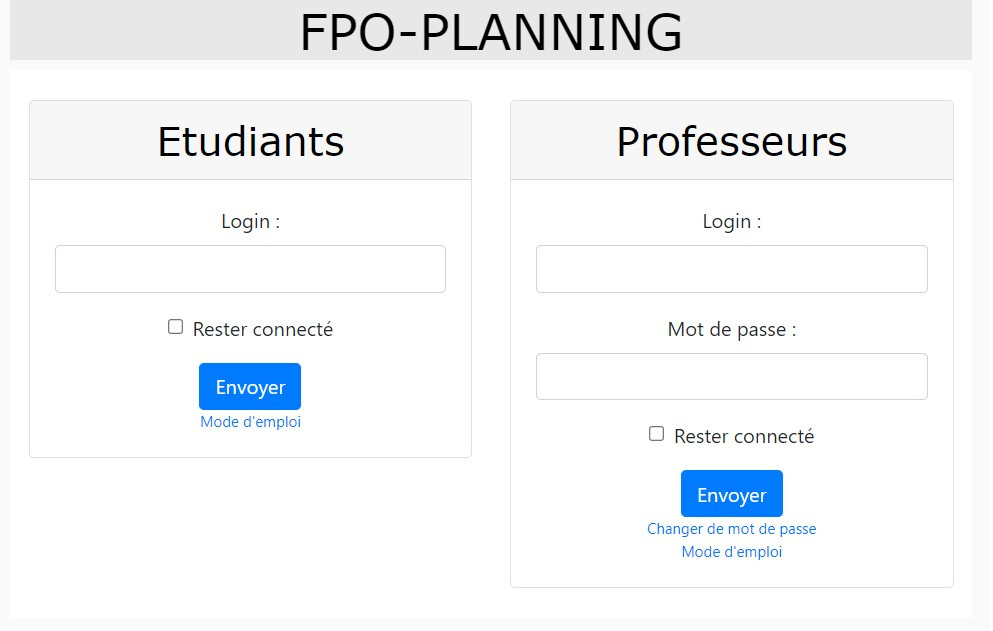 FPO-PLANNING
Etudiants
Login :
Rester connecté
Envoyer
Mode d'emploi
Professeurs
Login :
Mot de passe :
Rester connecté
Envoyer
Changer de mot de passe
Mode d'emploi